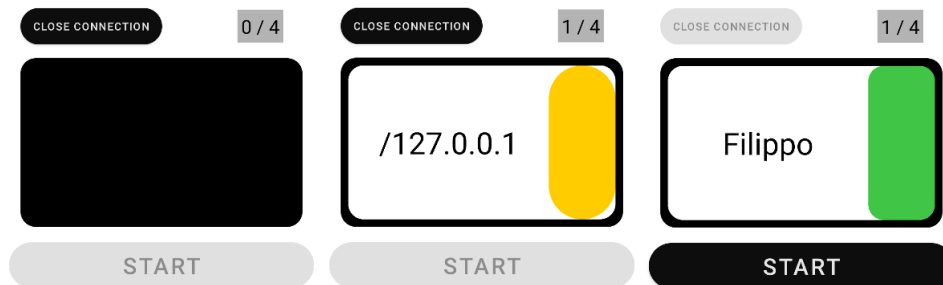 CLOSE CONNECTION 0 / 4
START
CLOSE CONNECTION 1 / 4
/127.0.0.1
START
CLOSE CONNECTION 1 / 4
Filippo
START